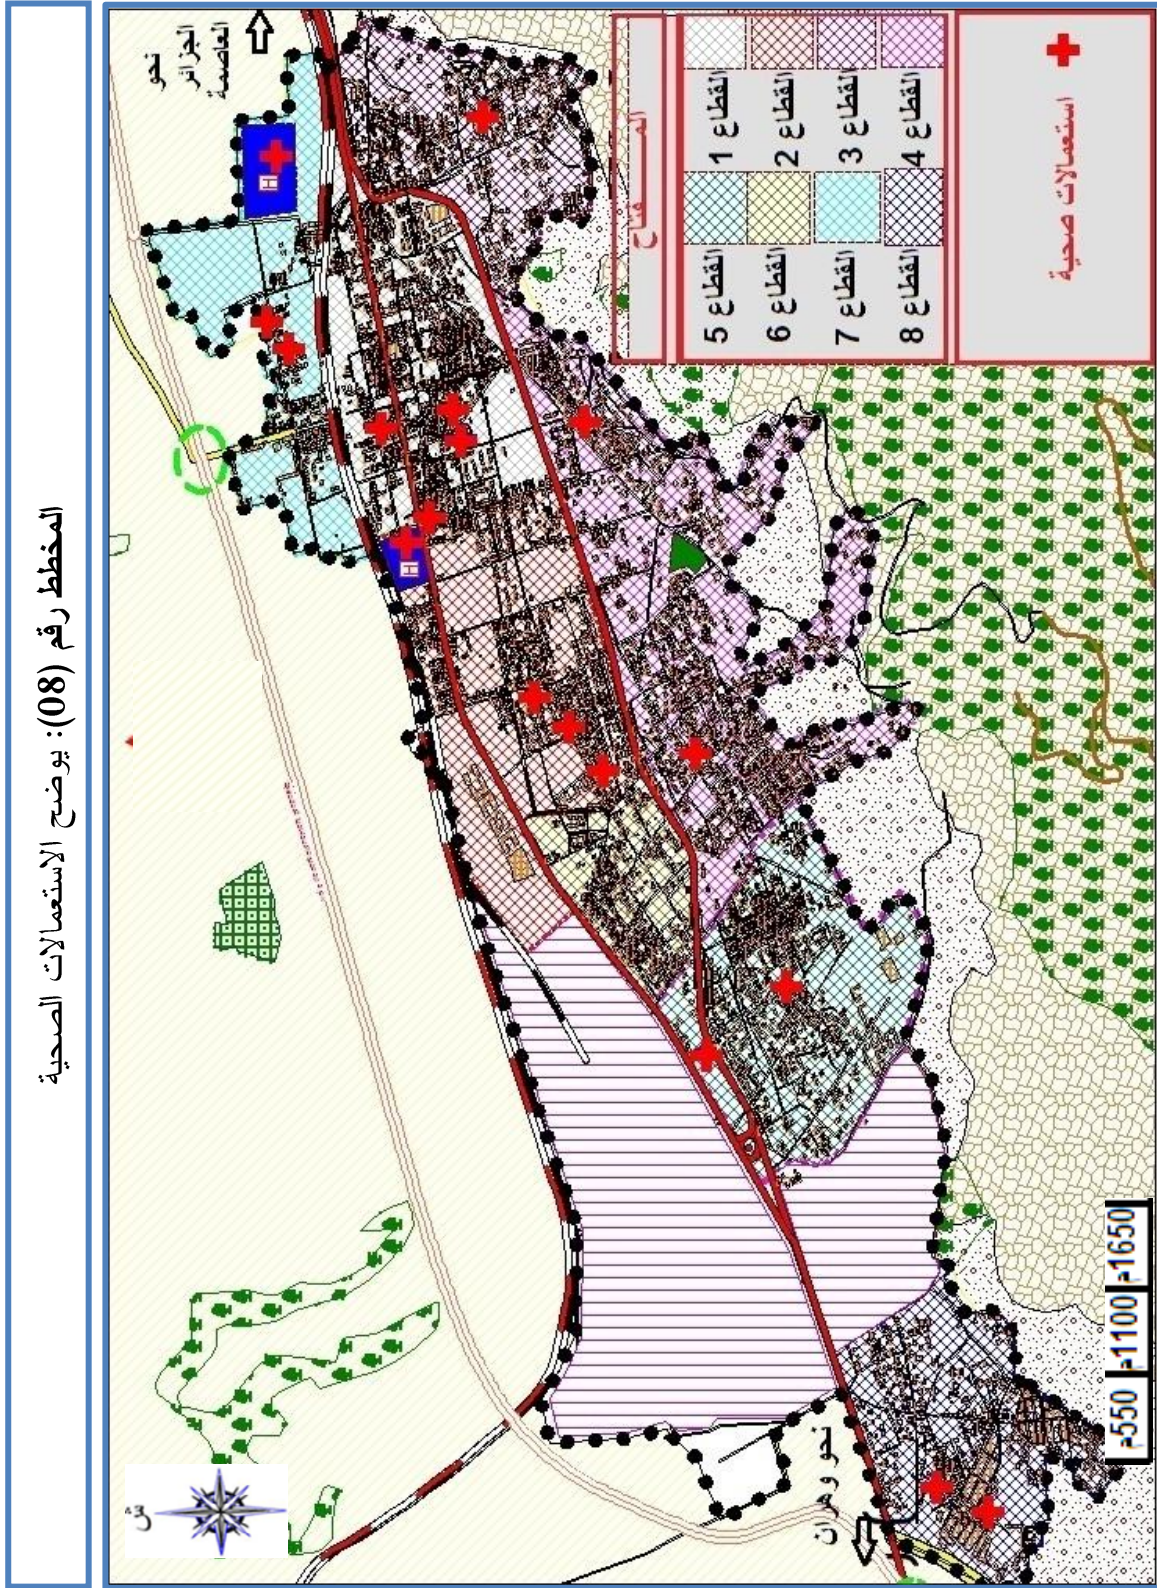 المخطط رقم (08): يوضح الاستعمالات الصحية
نحو
الجزائر
العاصمة
المـــــفتاح
القطاع 1
القطاع 2
القطاع 3
القطاع 4
القطاع 5
القطاع 6
القطاع 7
القطاع 8
استعمالات صحية
H
H
نحو وهران
550م
1100م
1650م